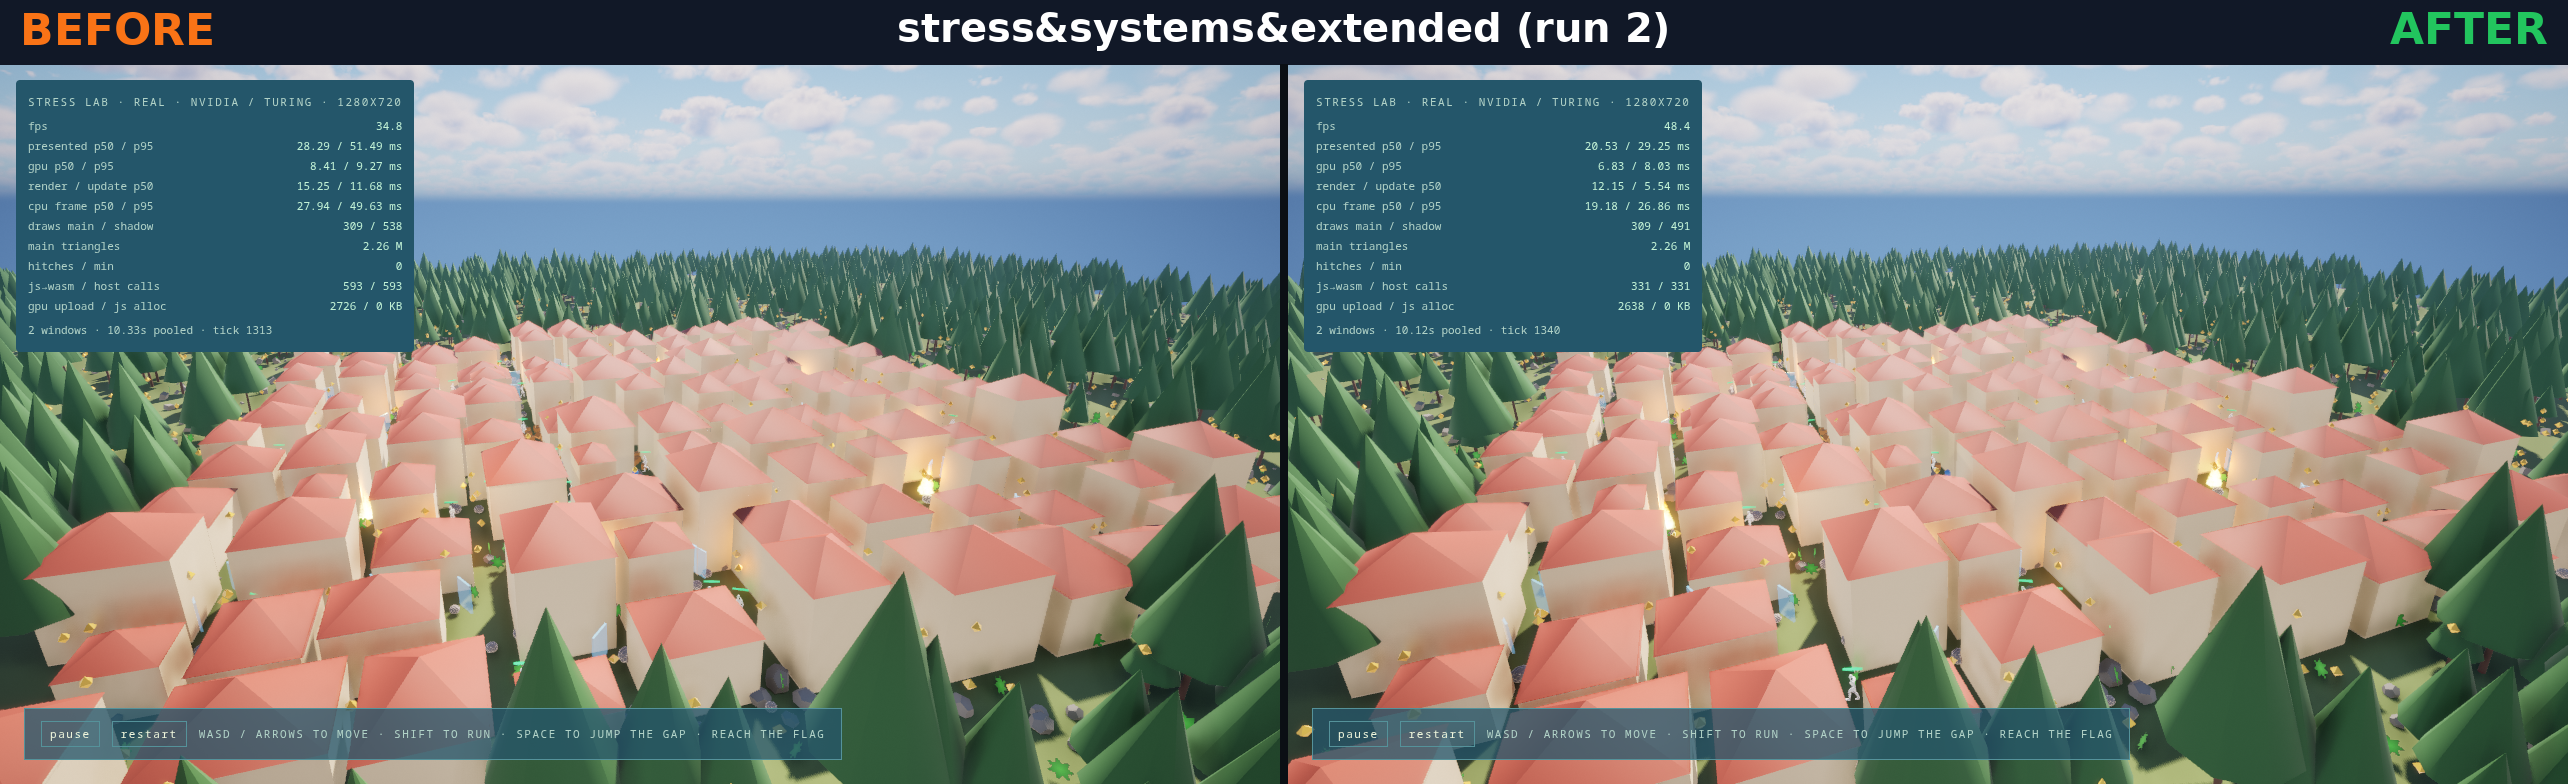 BEFORE
stress&systems&extended (run 2)
AFTER
STRESS LAB · REAL · NVIDIA / TURING · 1280X720
fps 34.8
presented p50 / p95 28.29 / 51.49 ms
gpu p50 / p95 8.41 / 9.27 ms
render / update p50 15.25 / 11.68 ms
cpu frame p50 / p95 27.94 / 49.63 ms
draws main / shadow 309 / 538
main triangles 2.26 M
hitches / min 0
js→wasm / host calls 593 / 593
gpu upload / js alloc 2726 / 0 KB
2 windows · 10.33s pooled · tick 1313
pause restart WASD / ARROWS TO MOVE · SHIFT TO RUN · SPACE TO JUMP THE GAP · REACH THE FLAG
STRESS LAB · REAL · NVIDIA / TURING · 1280X720
fps 48.4
presented p50 / p95 20.53 / 29.25 ms
gpu p50 / p95 6.83 / 8.03 ms
render / update p50 12.15 / 5.54 ms
cpu frame p50 / p95 19.18 / 26.86 ms
draws main / shadow 309 / 491
main triangles 2.26 M
hitches / min 0
js→wasm / host calls 331 / 331
gpu upload / js alloc 2638 / 0 KB
2 windows · 10.12s pooled · tick 1340
pause restart WASD / ARROWS TO MOVE · SHIFT TO RUN · SPACE TO JUMP THE GAP · REACH THE FLAG